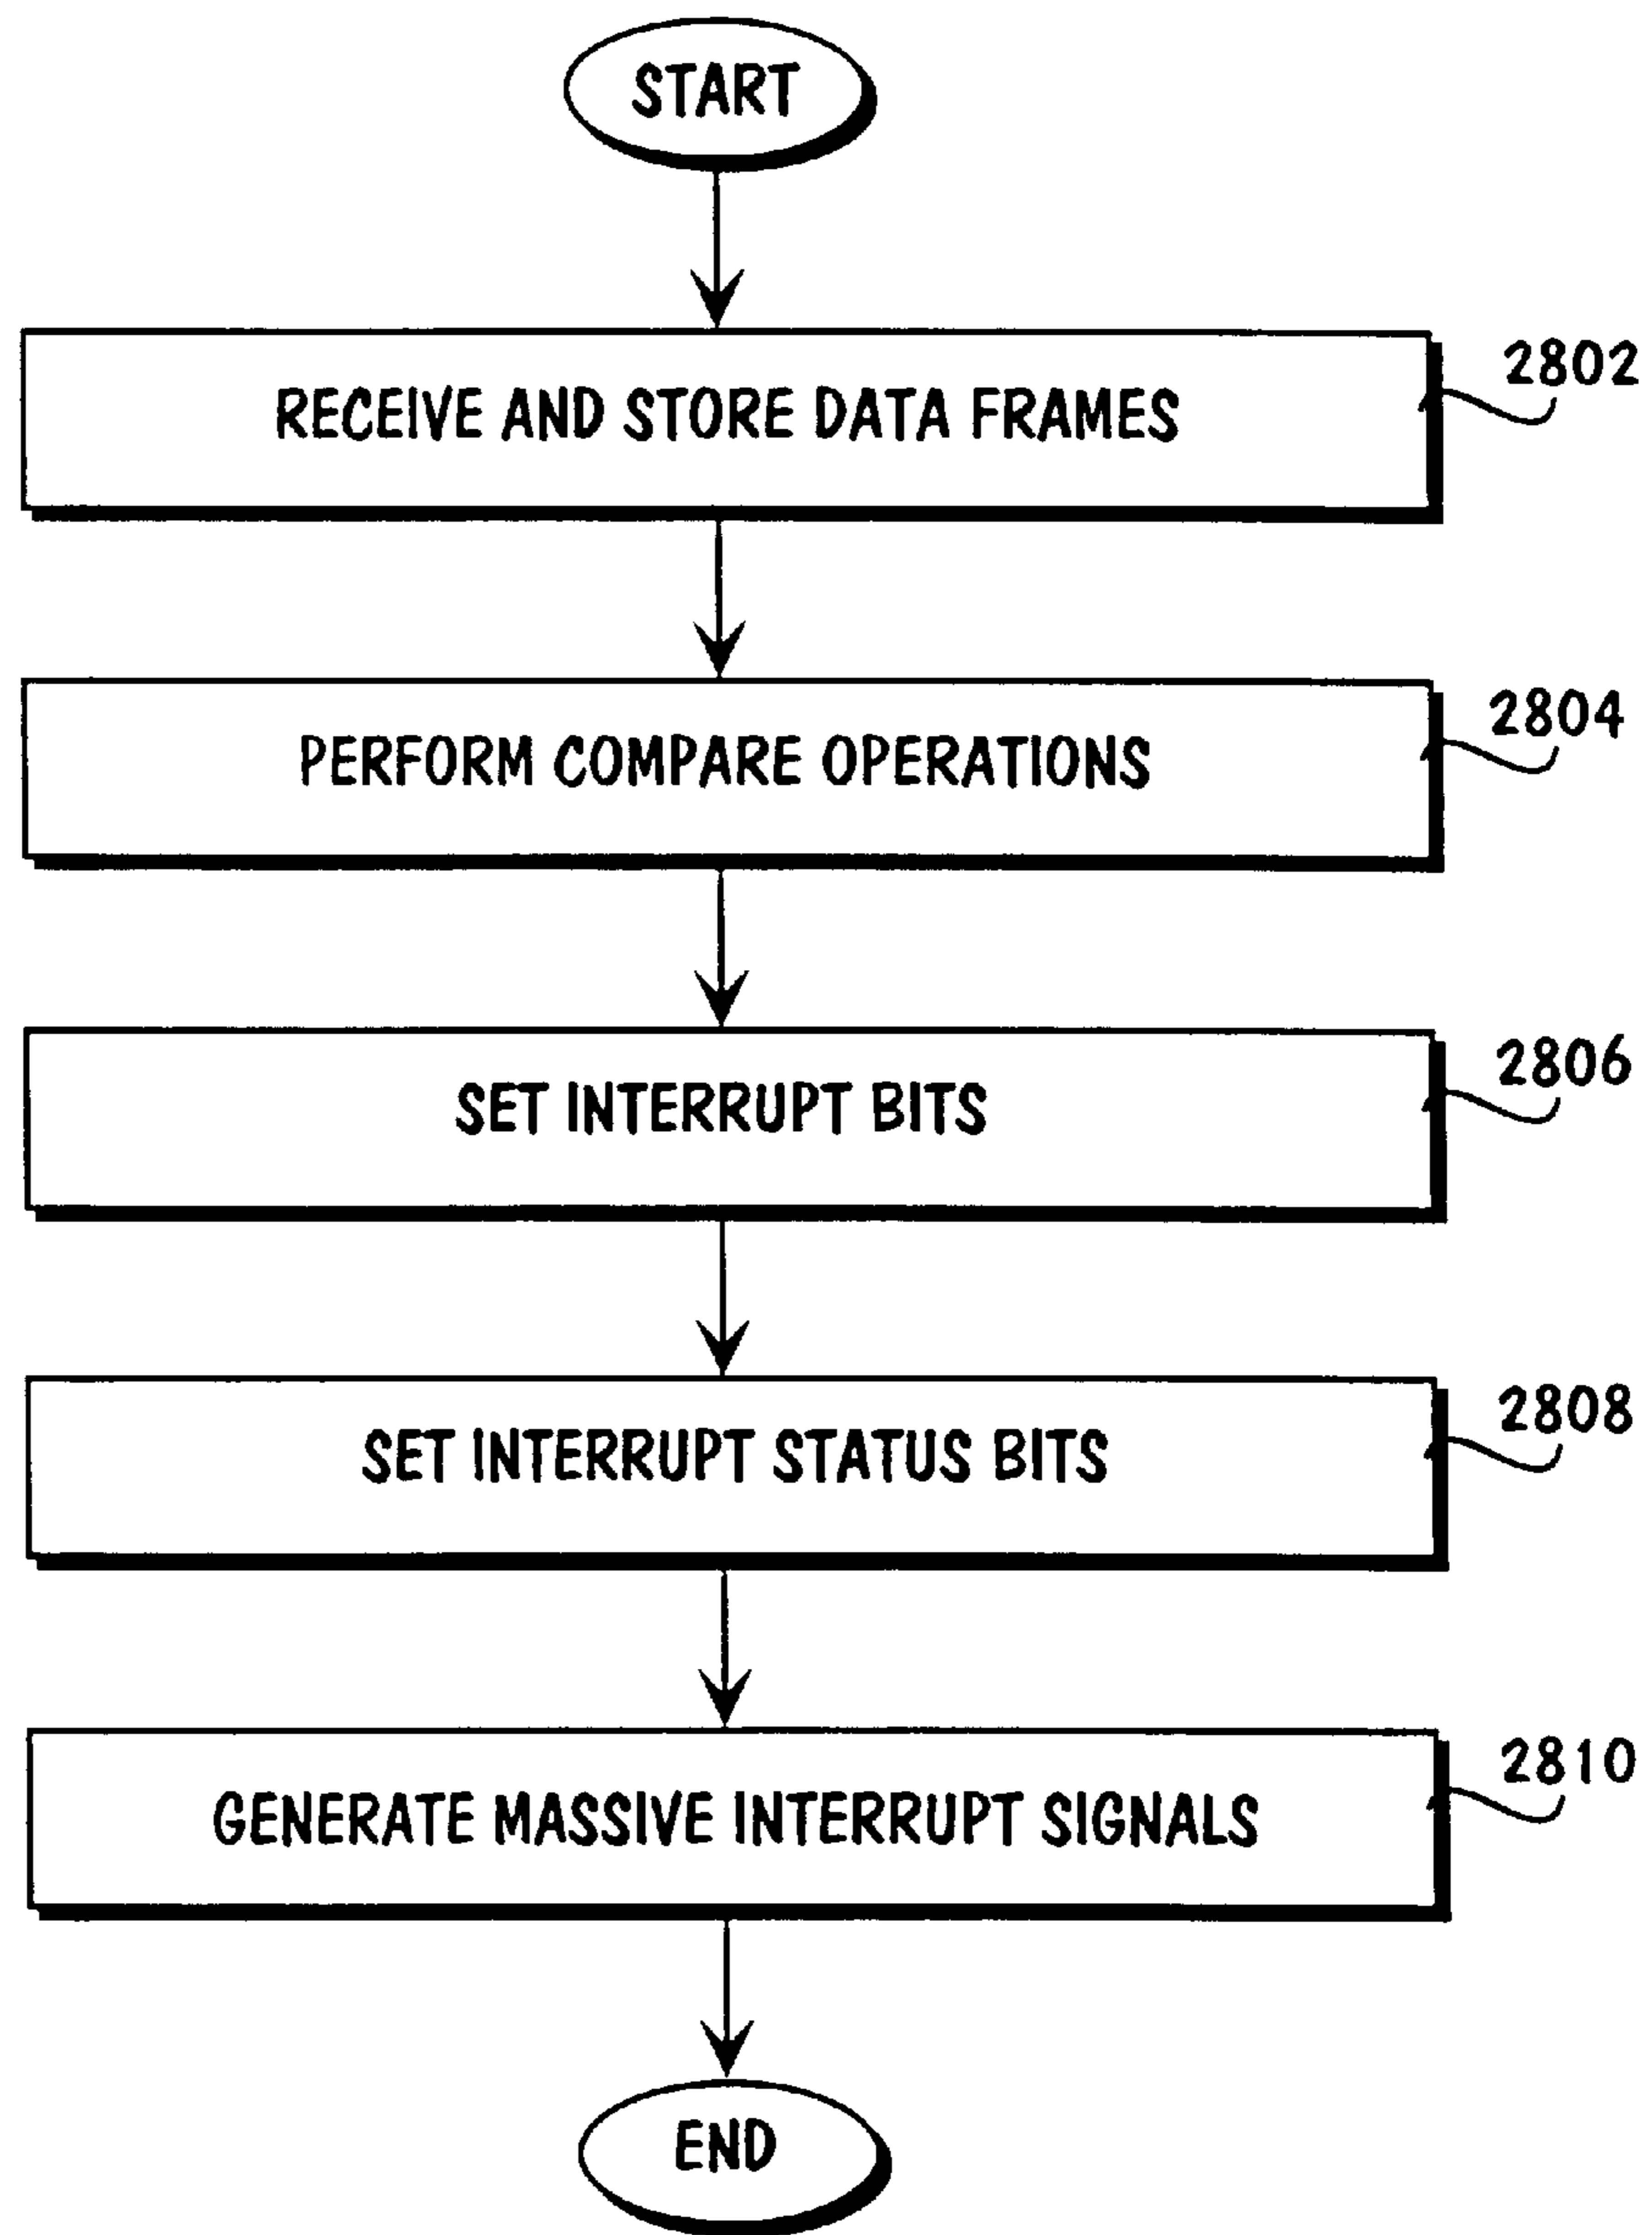 START
RECEIVE AND STORE DATA FRAMES
2802
PERFORM COMPARE OPERATIONS
2804
SET INTERRUPT BITS
2806
SET INTERRUPT STATUS BITS
2808
GENERATE MASSIVE INTERRUPT SIGNALS
2810
END